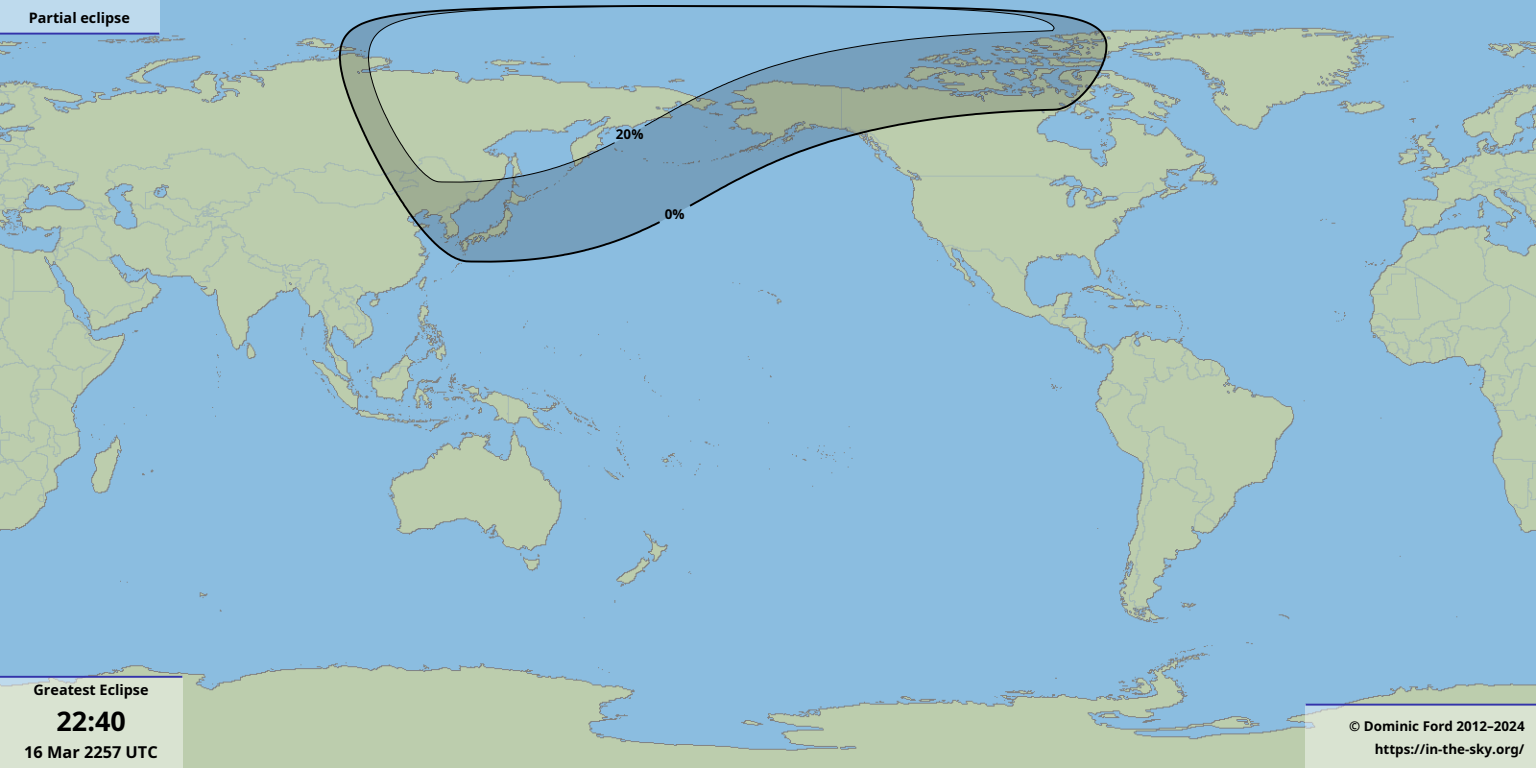 Partial eclipse
20%
0%
Greatest Eclipse
22:40
16 Mar 2257 UTC
© Dominic Ford 2012–2024
https://in-the-sky.org/